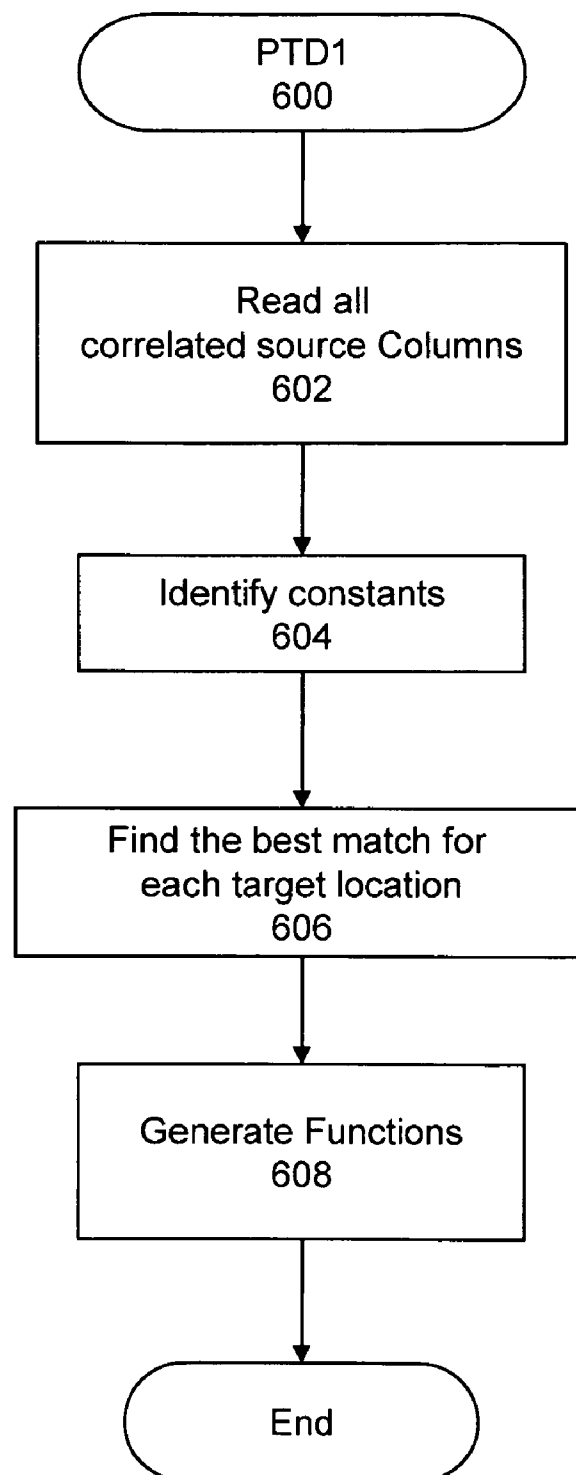 PTD1
600
Read all
correlated source Columns
602
Identify constants
604
Find the best match for
each target location
606
Generate Functions
608
End